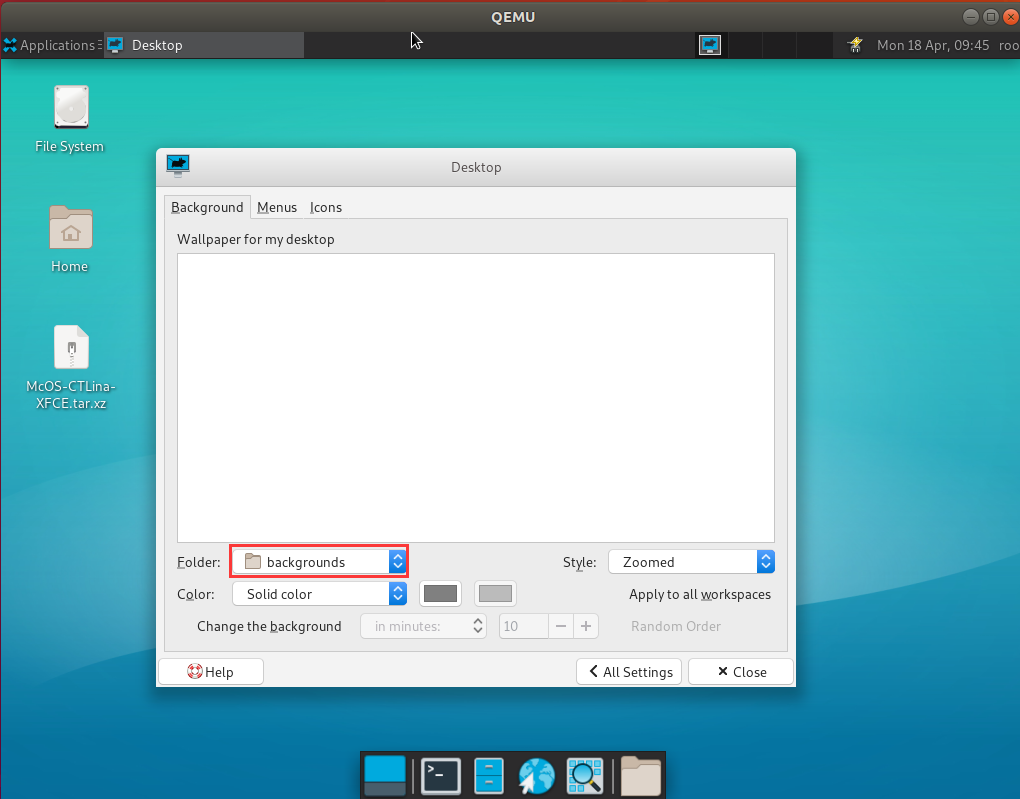 QEMU
Applications Desktop Mon 18 Apr, 09:45 roo
File System
Home
McOS-CTLina-
XFCE.tar.xz
Desktop
Background Menus Icons
Wallpaper for my desktop
Folder: backgrounds Style: Zoomed
Color: Solid color Apply to all workspaces
Change the background in minutes: 10 Random Order
Help All Settings Close